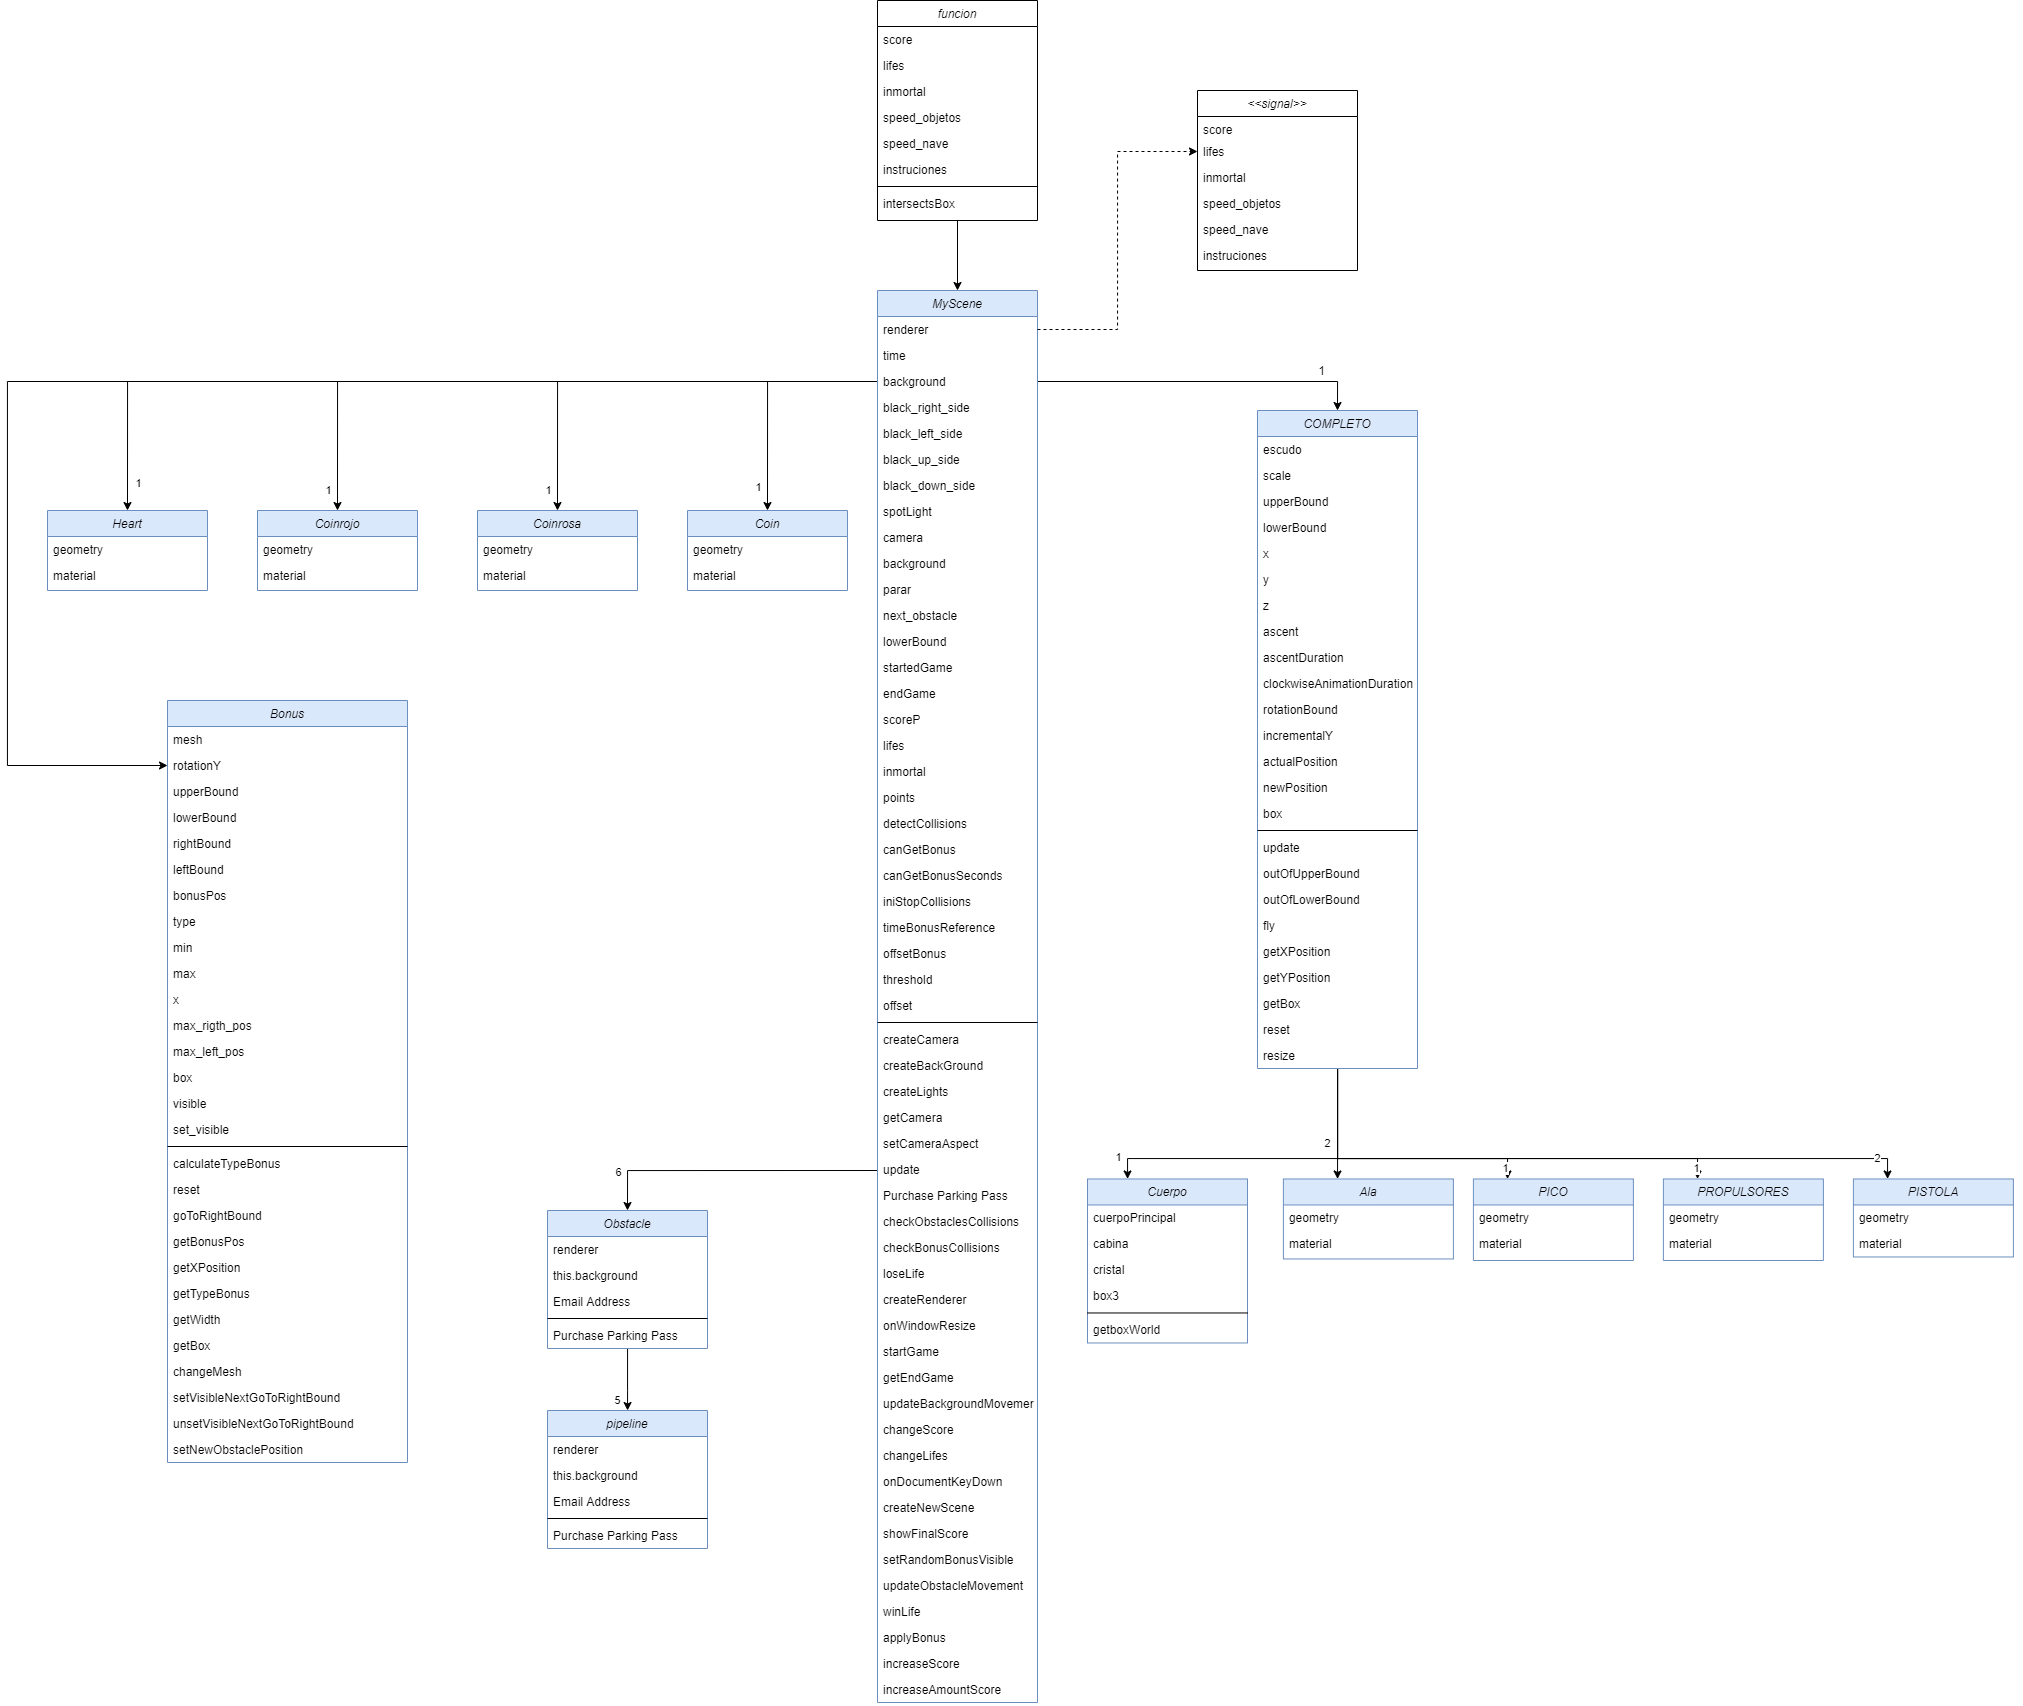 funcion
score
lifes
inmortal
speed_objetos
speed_nave
instruciones
intersectsBox
<<signal>>
score
lifes
inmortal
speed_objetos
speed_nave
instruciones
MyScene
renderer
time
background
black_right_side
black_left_side
black_up_side
black_down_side
spotLight
camera
background
parar
next_obstacle
lowerBound
startedGame
endGame
scoreP
lifes
inmortal
points
detectCollisions
canGetBonus
canGetBonusSeconds
iniStopCollisions
timeBonusReference
offsetBonus
threshold
offset
createCamera
createBackGround
createLights
getCamera
setCameraAspect
update
Purchase Parking Pass
checkObstaclesCollisions
checkBonusCollisions
loseLife
createRenderer
onWindowResize
startGame
getEndGame
updateBackgroundMovemer
changeScore
changeLifes
onDocumentKeyDown
createNewScene
showFinalScore
setRandomBonusVisible
updateObstacleMovement
winLife
applyBonus
increaseScore
increaseAmountScore
1
Heart
geometry
material
1
Coinrojo
geometry
material
1
Coinrosa
geometry
material
1
Coin
geometry
material
Bonus
mesh
rotationY
upperBound
lowerBound
rightBound
leftBound
bonusPos
type
min
max
x
max_rigth_pos
max_left_pos
box
visible
set_visible
calculateTypeBonus
reset
goToRightBound
getBonusPos
getXPosition
getTypeBonus
getWidth
getBox
changeMesh
setVisibleNextGoToRightBound
unsetVisibleNextGoToRightBound
setNewObstaclePosition
6
Obstacle
renderer
this.background
Email Address
Purchase Parking Pass
5
pipeline
renderer
this.background
Email Address
Purchase Parking Pass
1
COMPLETO
escudo
scale
upperBound
lowerBound
x
y
z
ascent
ascentDuration
clockwiseAnimationDuration
rotationBound
incrementalY
actualPosition
newPosition
box
update
outOfUpperBound
outOfLowerBound
fly
getXPosition
getYPosition
getBox
reset
resize
1
Cuerpo
cuerpoPrincipal
cabina
cristal
box3
getboxWorld
2
Ala
geometry
material
1
PICO
geometry
material
1
PROPULSORES
geometry
material
2
PISTOLA
geometry
material